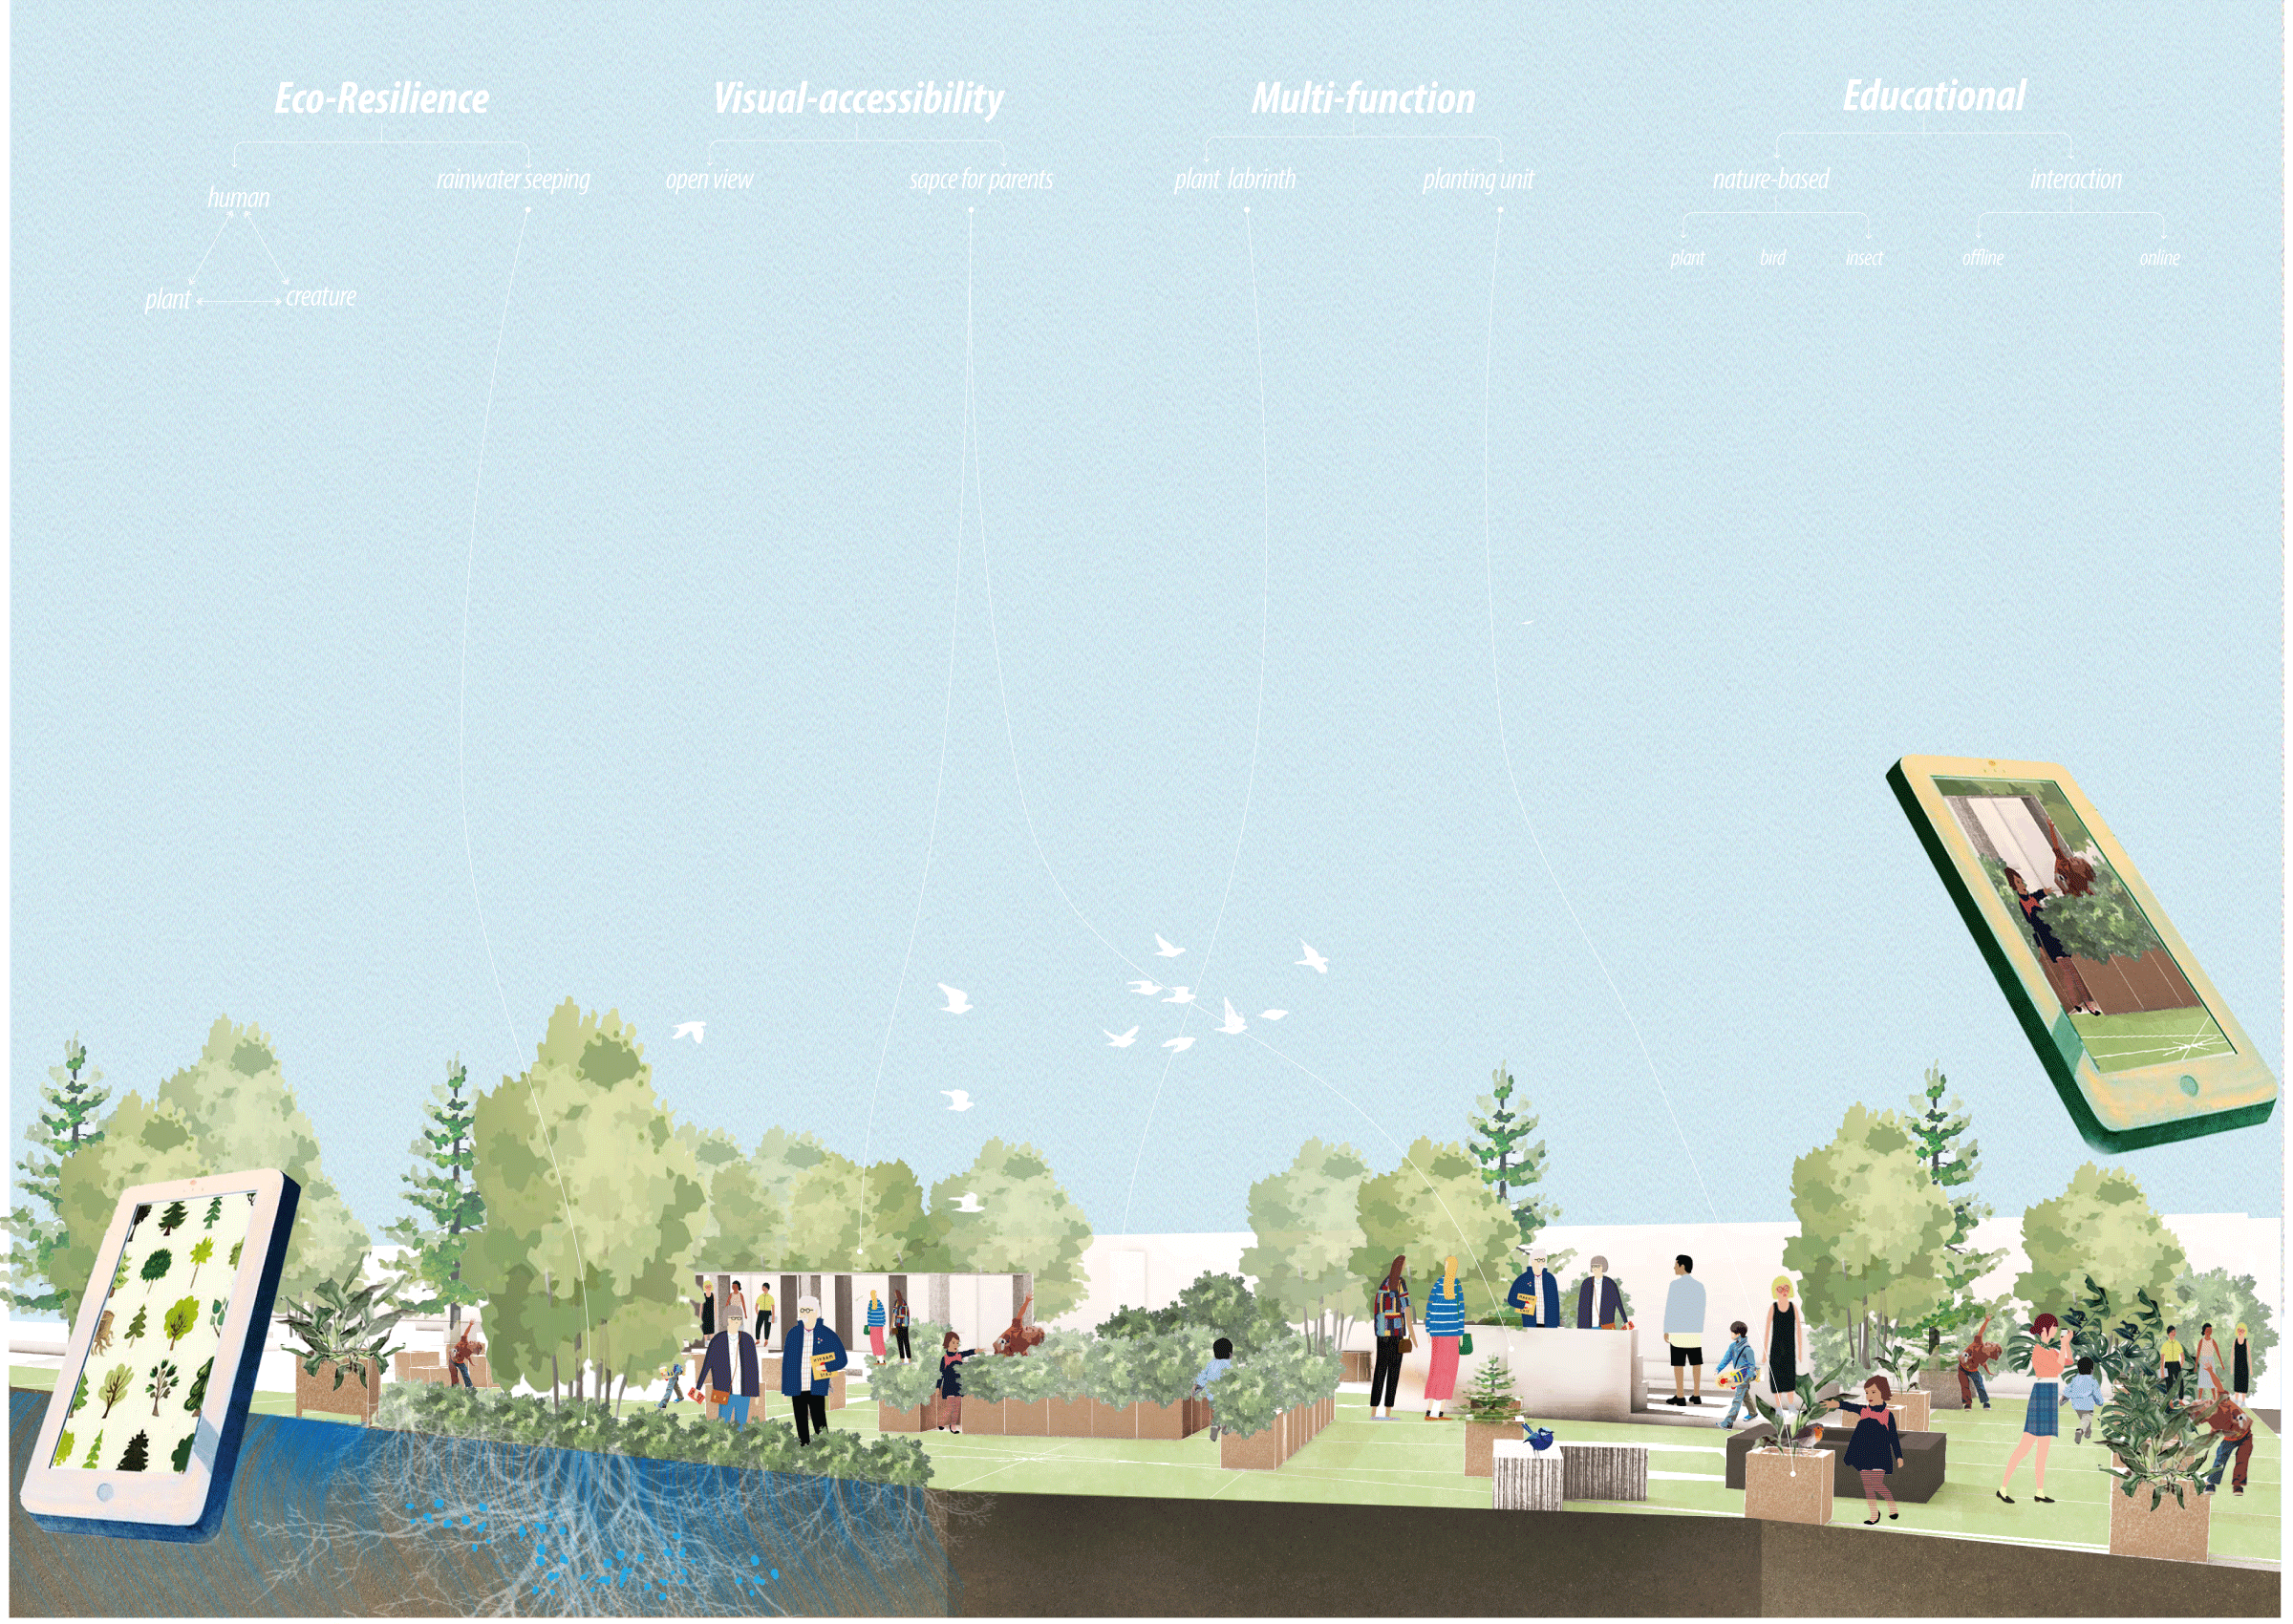 Eco-Resilience
human
plant
creature
rainwater seeping
Visual-accessibility
open view
sapce for parents
Multi-function
plant labrinth
planting unit
Educational
nature-based
plant
bird
insect
interaction
offline
online